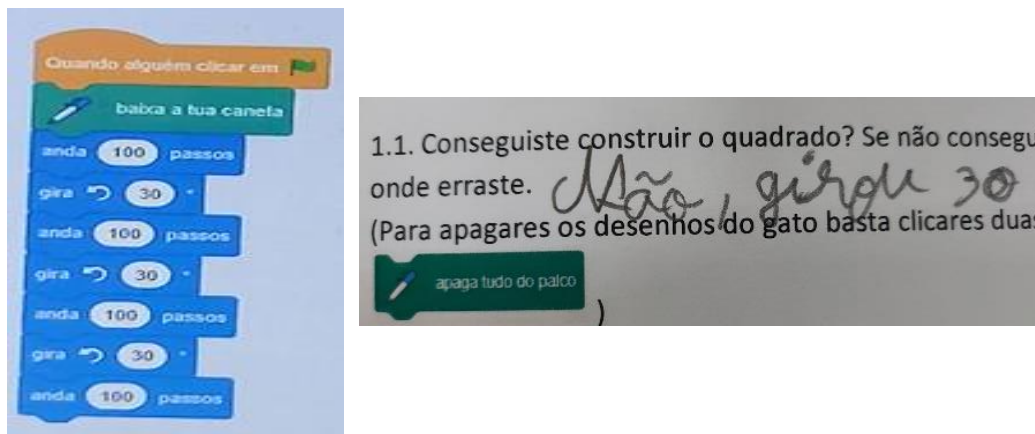 Quando alguém clicar em
baixa a tua caneta
anda 100 passos
gira 30 °
anda 100 passos
gira 30 °
anda 100 passos
gira 30 °
anda 100 passos
1.1. Conseguiste construir o quadrado? Se não consegu
onde erraste. Não, girou 30
(Para apagares os desenhos do gato basta clicares dua
apaga tudo do palco
)